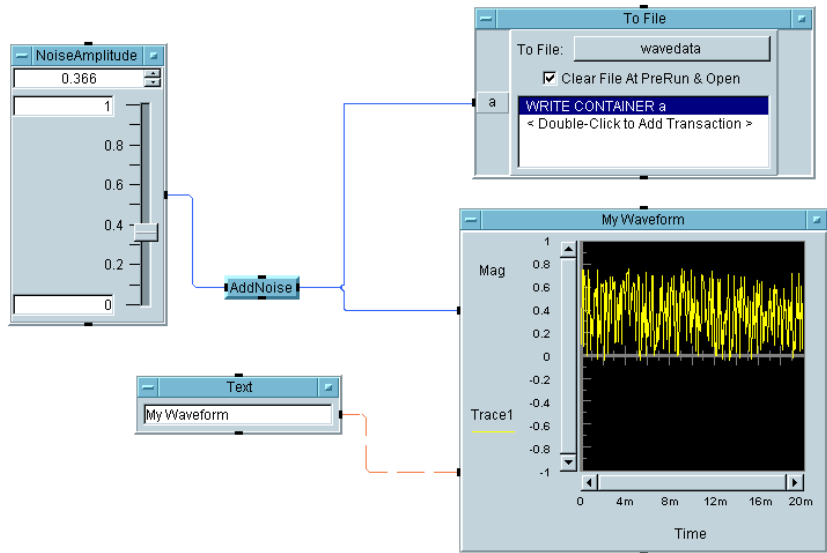 NoiseAmplitude
0.366
1
0.8
0.6
0.4
0.2
0
AddNoise
Text
My Waveform
To File
To File: wavedata
Clear File At PreRun & Open
a
WRITE CONTAINER a
< Double-Click to Add Transaction >
My Waveform
Mag
Trace1
1
0.8
0.6
0.4
0.2
0
-0.2
-0.4
-0.6
-0.8
-1
0 4m 8m 12m 16m 20m
Time